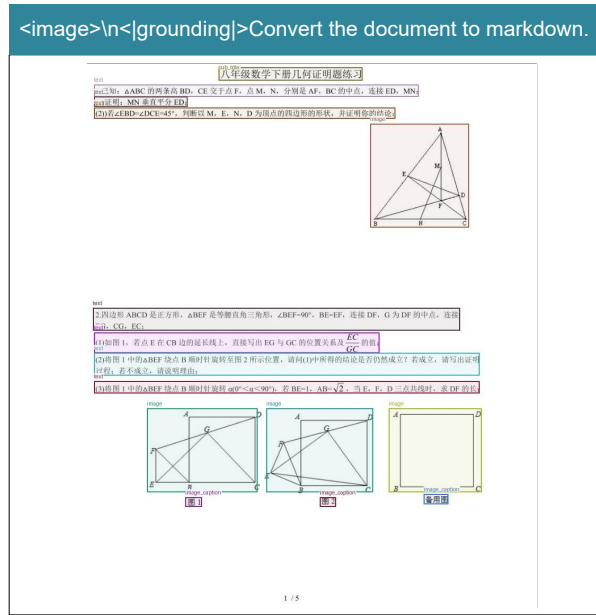 <image>\n<|grounding|>Convert the document to markdown.
sub_title
八年级数学下册几何证明题练习
text
已知：△ABC 的两条高 BD，CE 交于点 F，点 M，N，分别是 AF，BC 的中点，连接 ED，MN；
证明：MN 垂直平分 ED；
(2)若∠EBD=∠DCE=45°，判断以 M，E，N，D 为顶点的四边形的形状，并证明你的结论；
image
A
M
E
D
F
B
N
C
text
2.四边形 ABCD 是正方形，△BEF 是等腰直角三角形，∠BEF=90°，BE=EF，连接 DF，G 为 DF 的中点，连接
，CG，EC；
(1)如图 1，若点 E 在 CB 边的延长线上，直接写出 EG 与 GC 的位置关系及 EC/GC 的值；
(2)将图 1 中的△BEF 绕点 B 顺时针旋转至图 2 所示位置，请问(1)中所得的结论是否仍然成立？若成立，请写出证明
过程；若不成立，请说明理由；
text
(3)将图 1 中的△BEF 绕点 B 顺时针旋转 α(0°＜α＜90°)，若 BE=1，AB=√2，当 E，F，D 三点共线时，求 DF 的长；
image
image
image
A D
G
F
E B C
A D
G
F
E
B C
A D
B C
image_caption
image_caption
image_caption
图 1
图 2
备用图
1 / 5